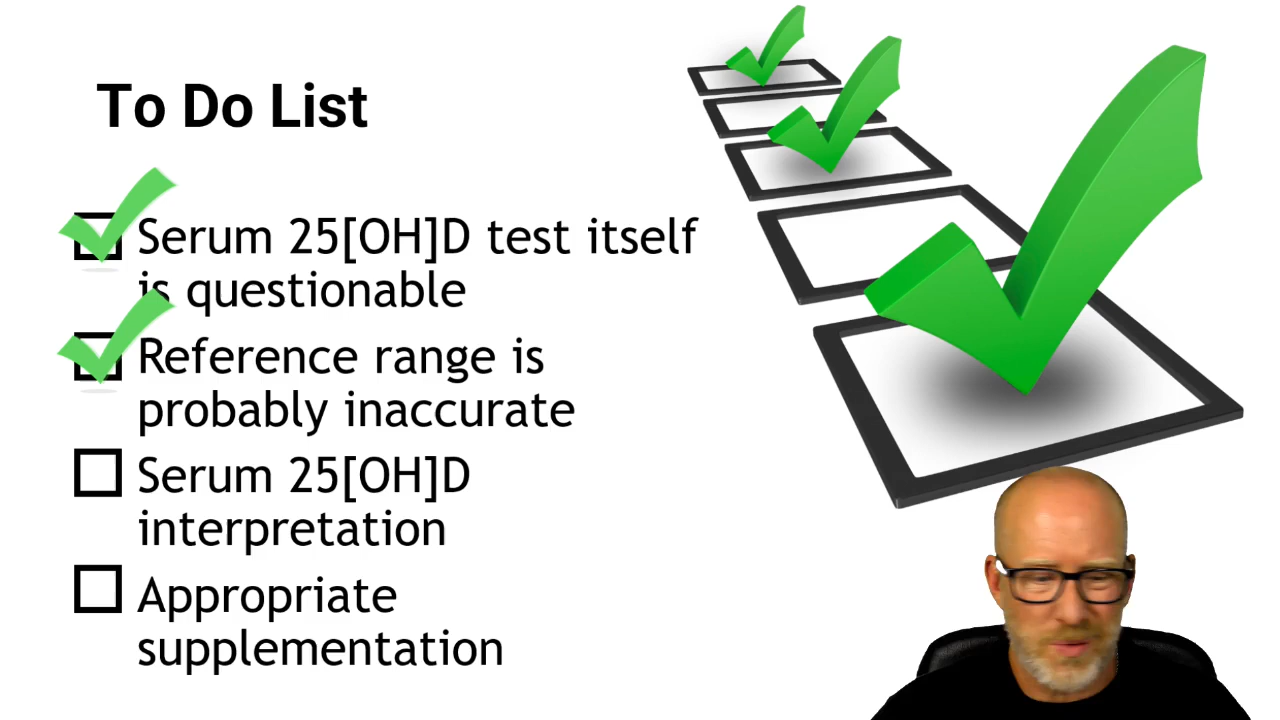 To Do List
Serum 25[OH]D test itself
is questionable
Reference range is
probably inaccurate
Serum 25[OH]D
interpretation
Appropriate
supplementation